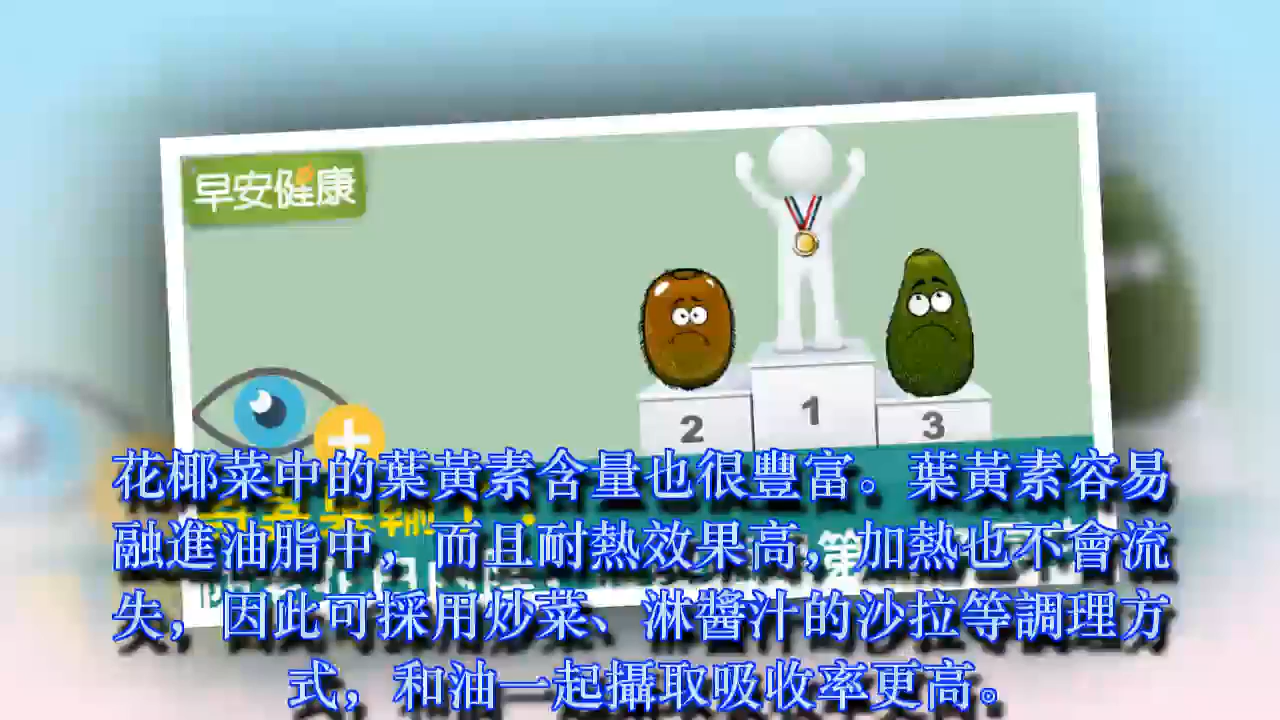 早安健康
2
1
3
花椰菜中的葉黃素含量也很豐富。葉黃素容易
融進油脂中，而且耐熱效果高，加熱也不會流
失，因此可採用炒菜、淋醬汁的沙拉等調理方
式，和油一起攝取吸收率更高。